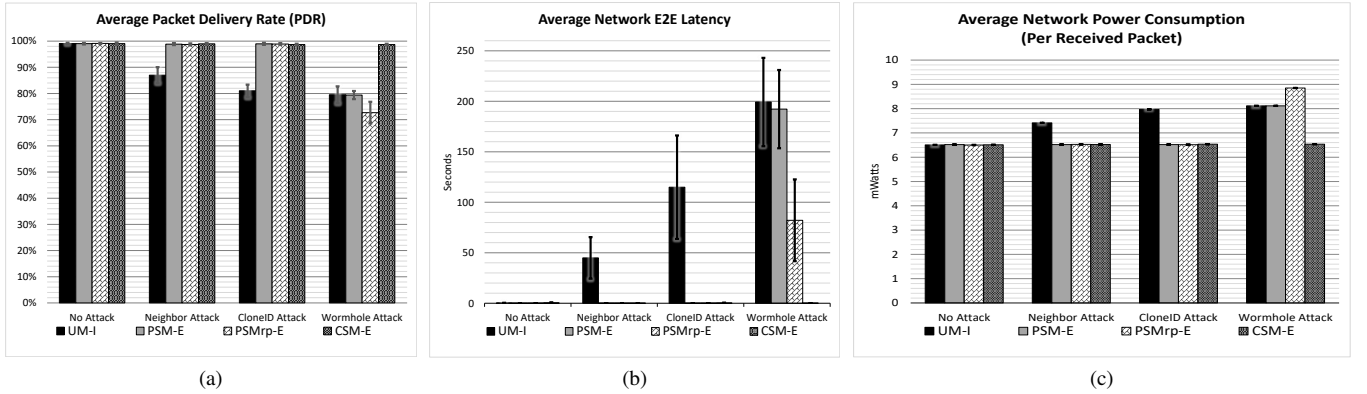 Average Packet Delivery Rate (PDR)
100%
90%
80%
70%
60%
50%
40%
30%
20%
10%
0%
No Attack Neighbor Attack CloneID Attack Wormhole Attack
UM-I PSM-E PSMrp-E CSM-E
(a)
Average Network E2E Latency
Seconds
250
200
150
100
50
0
No Attack Neighbor Attack CloneID Attack Wormhole Attack
UM-I PSM-E PSMrp-E CSM-E
(b)
Average Network Power Consumption
(Per Received Packet)
mWatts
10
9
8
7
6
5
4
3
2
1
0
No Attack Neighbor Attack CloneID Attack Wormhole Attack
UM-I PSM-E PSMrp-E CSM-E
(c)